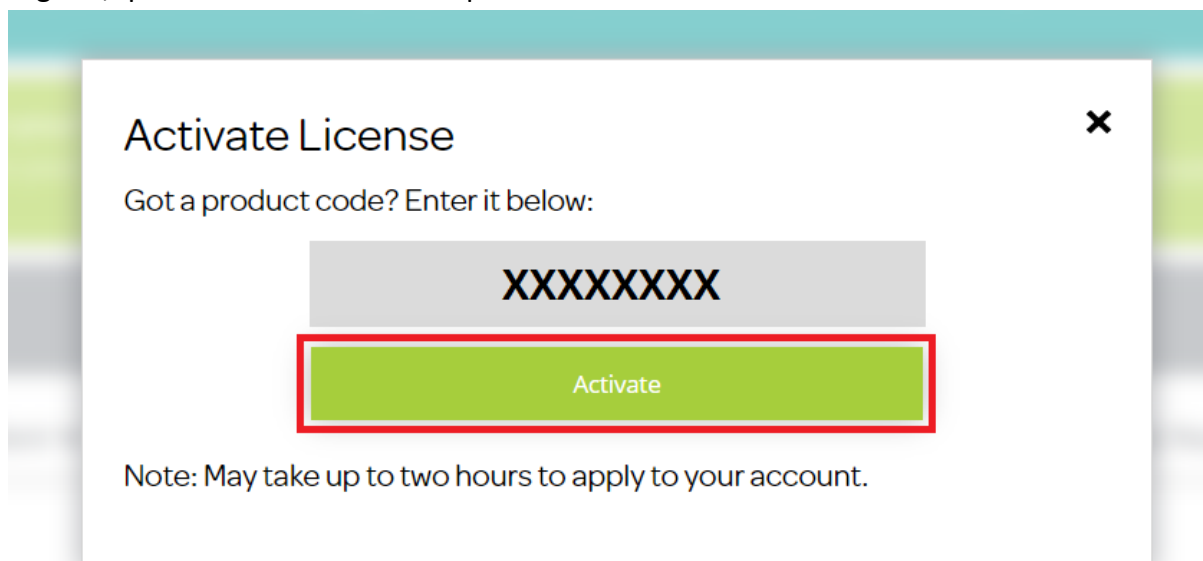 Activate License
Got a product code? Enter it below:
XXXXXXXX
Activate
Note: May take up to two hours to apply to your account.